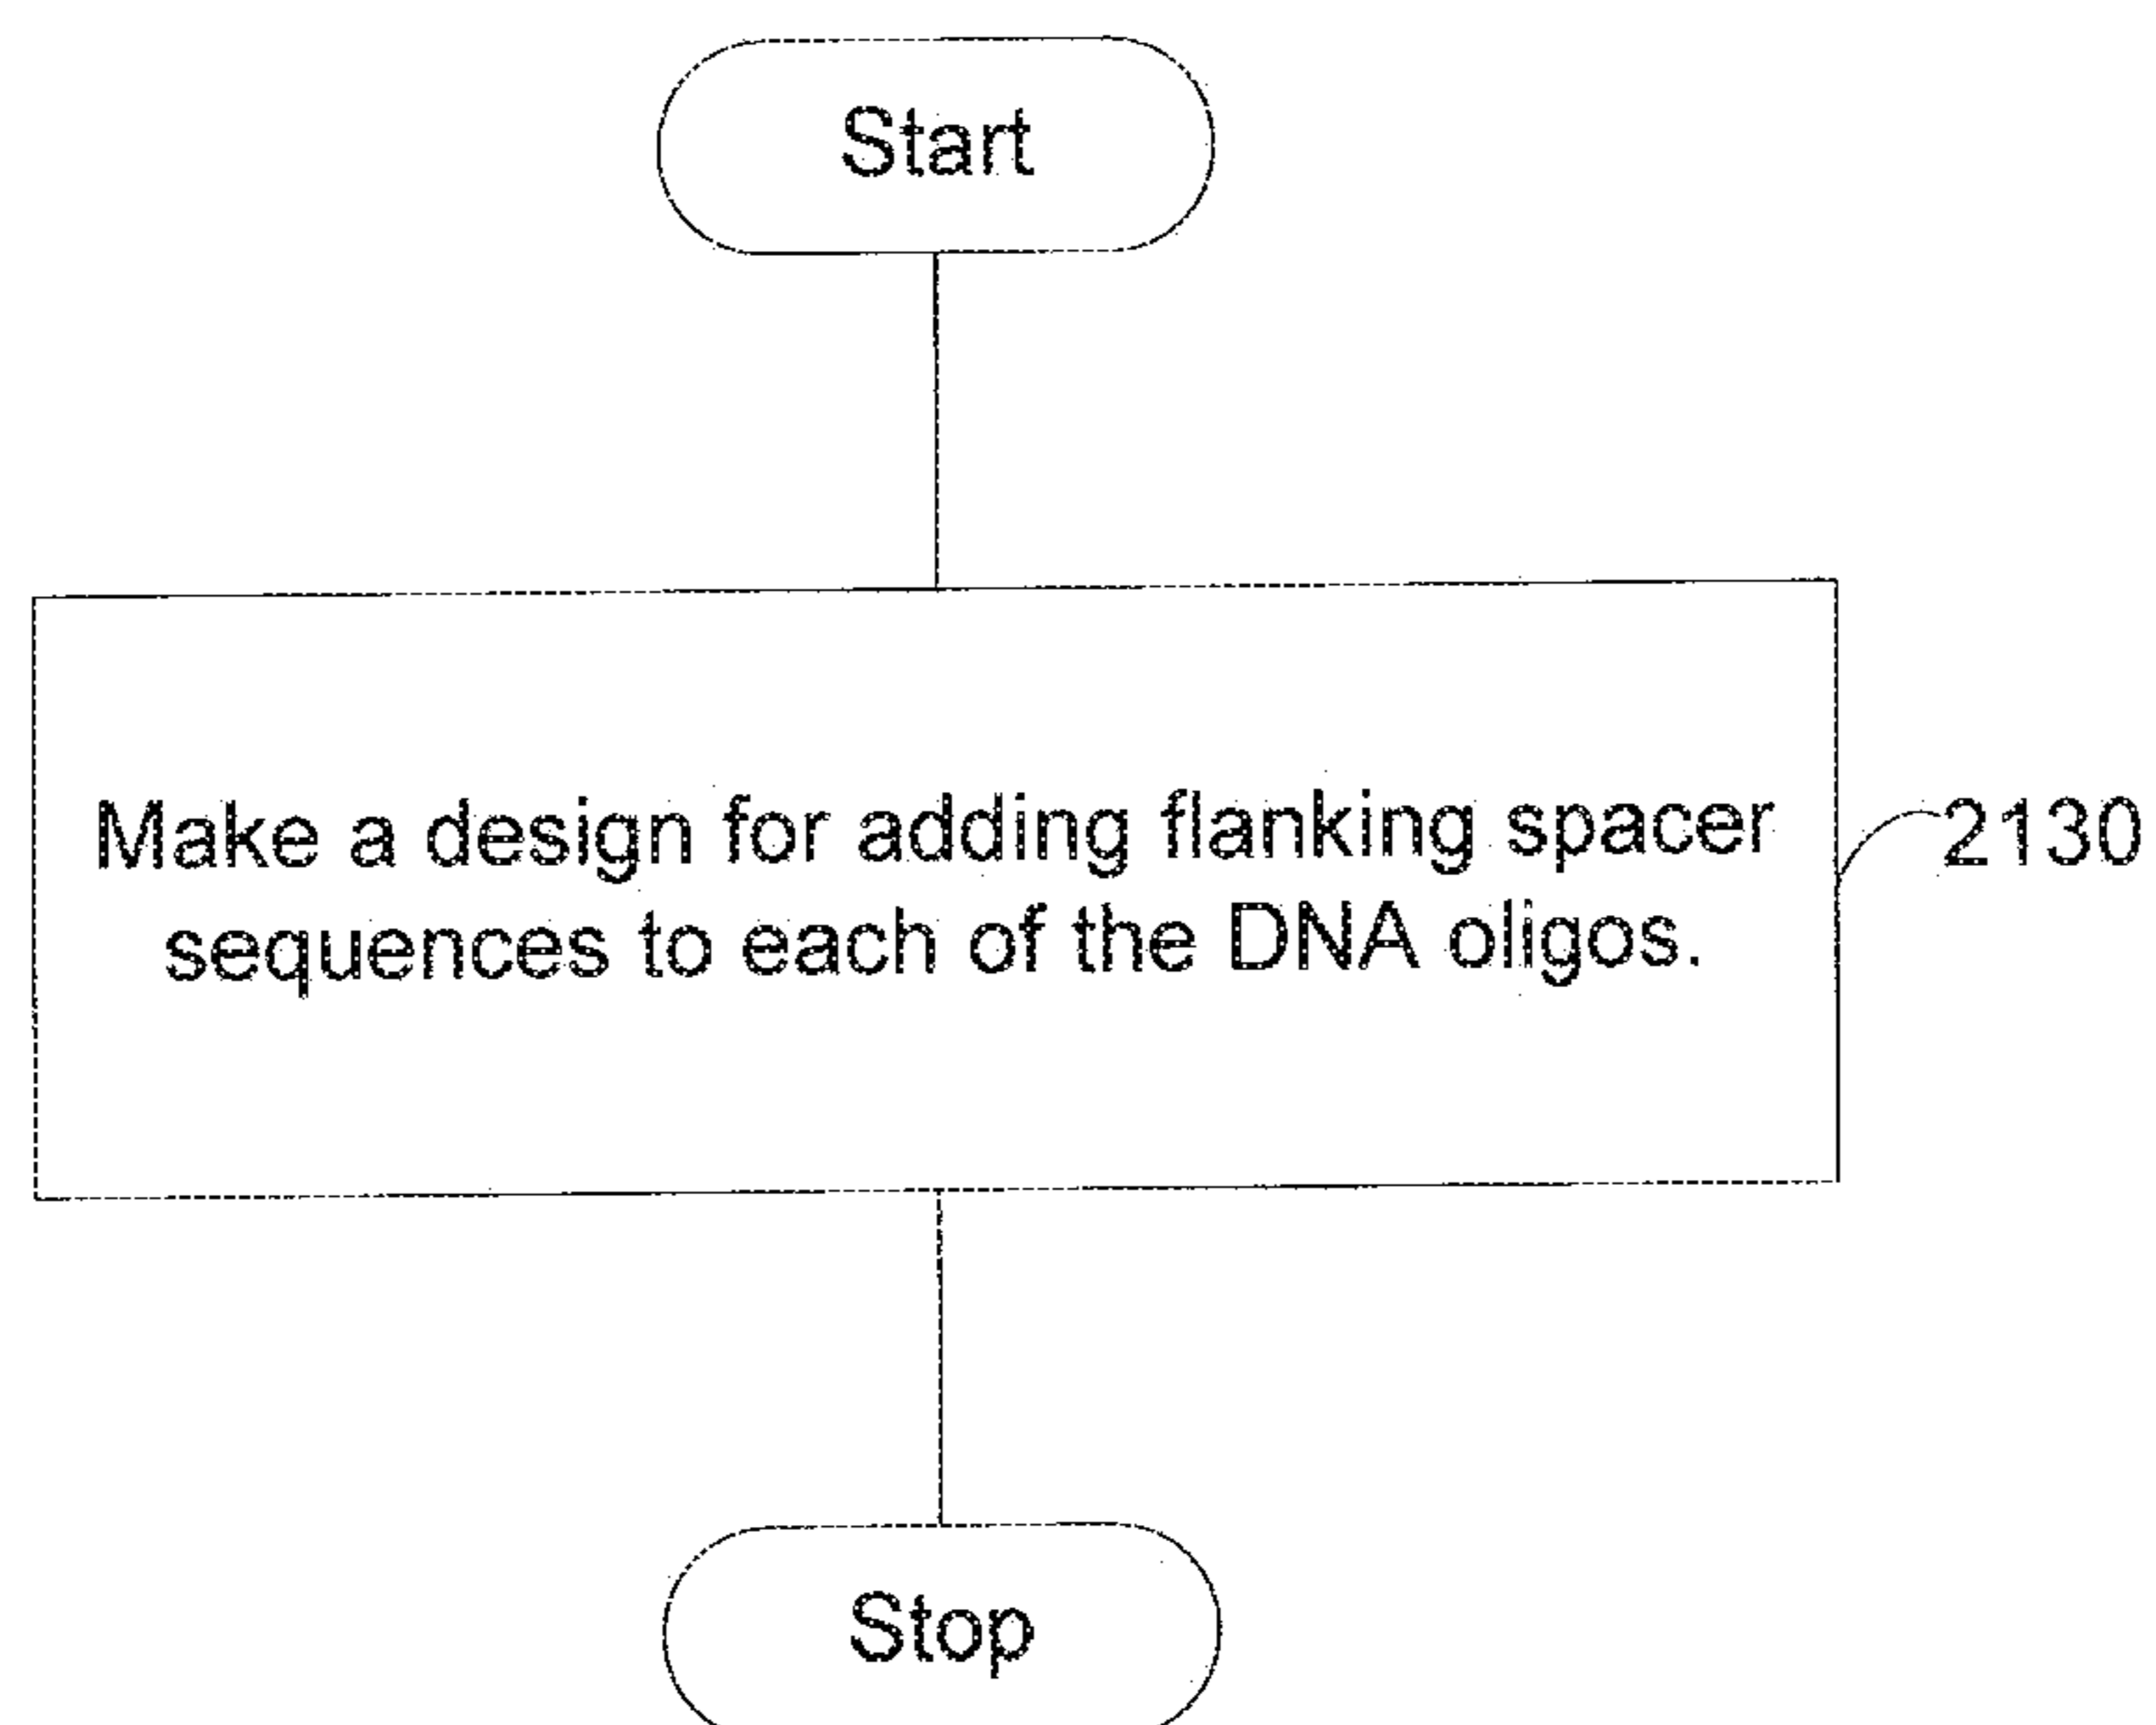 Start
Make a design for adding flanking spacer
sequences to each of the DNA oligos.
2130
Stop